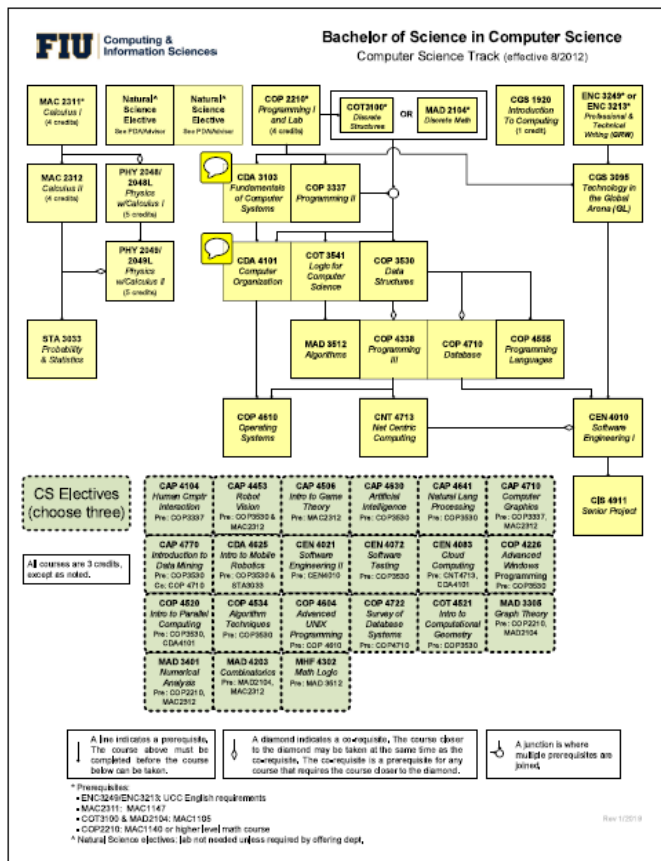 FIU
Computing &
Information Sciences
Bachelor of Science in Computer Science
Computer Science Track (effective 8/2012)
MAC 2311*
Calculus I
(4 credits)
Natural^
Science
Elective
See PDA/Advisor
Natural^
Science
Elective
See PDA/Advisor
COP 2210*
Programming I
and Lab
(4 credits)
COT3100*
Discrete
Structures
OR
MAD 2104*
Discrete Math
CGS 1920
Introduction
To Computing
(1 credit)
ENC 3249* or
ENC 3213*
Professional &
Technical
Writing (GRW)
MAC 2312
Calculus II
(4 credits)
PHY 2048/
2048L
Physics
w/Calculus I
(5 credits)
CDA 3103
Fundamentals
of Computer
Systems
COP 3337
Programming II
CGS 3095
Technology in
the Global
Arena (GL)
PHY 2049/
2049L
Physics
w/Calculus II
(5 credits)
CDA 4101
Computer
Organization
COT 3541
Logic for
Computer
Science
COP 3530
Data
Structures
STA 3033
Probability
& Statistics
MAD 3512
Algorithms
COP 4338
Programming
III
COP 4710
Database
COP 4555
Programming
Languages
COP 4610
Operating
Systems
CNT 4713
Net Centric
Computing
CEN 4010
Software
Engineering I
CIS 4911
Senior Project
CS Electives
(choose three)
All courses are 3 credits,
except as noted.
CAP 4104
Human Cmptr
Interaction
Pre: COP3337
CAP 4453
Robot
Vision
Pre: COP3530 &
MAC2312
CAP 4506
Intro to Game
Theory
Pre: MAC2312
CAP 4630
Artificial
Intelligence
Pre: COP3530
CAP 4641
Natural Lang
Processing
Pre: COP3530
CAP 4710
Computer
Graphics
Pre: COP3337,
MAC2312
CAP 4770
Introduction to
Data Mining
Pre: COP3530
Co: COP 4710
CDA 4625
Intro to Mobile
Robotics
Pre: COP3530 &
STA3033
CEN 4021
Software
Engineering II
Pre: CEN4010
CEN 4072
Software
Testing
Pre: COP3530
CEN 4083
Cloud
Computing
Pre: CNT4713,
CDA4101
COP 4226
Advanced
Windows
Programming
Pre: COP3530
COP 4520
Intro to Parallel
Computing
Pre: COP3530,
CDA4101
COP 4534
Algorithm
Techniques
Pre: COP3530
COP 4604
Advanced
UNIX
Programming
Pre: COP 4610
COP 4722
Survey of
Database
Systems
Pre: COP4710
COT 4521
Intro to
Computational
Geometry
Pre: COP3530
MAD 3305
Graph Theory
Pre: COP2210,
MAD2104
MAD 3401
Numerical
Analysis
Pre: COP2210,
MAC2312
MAD 4203
Combinatorics
Pre: MAD2104,
MAC2312
MHF 4302
Math Logic
Pre: MAD 3512
A line indicates a prerequisite.
The course above must be
completed before the course
below can be taken.
A diamond indicates a co-requisite. The course closer
to the diamond may be taken at the same time as the
co-requisite. The co-requisite is a prerequisite for any
course that requires the course closer to the diamond.
A junction is where
multiple prerequisites are
joined.
* Prerequisites:
• ENC3249/ENC3213: UCC English requirements
• MAC2311: MAC1147
• COT3100 & MAD2104: MAC1105
• COP2210: MAC1140 or higher level math course
^ Natural Science electives: lab not needed unless required by offering dept.
Rev 1/2013